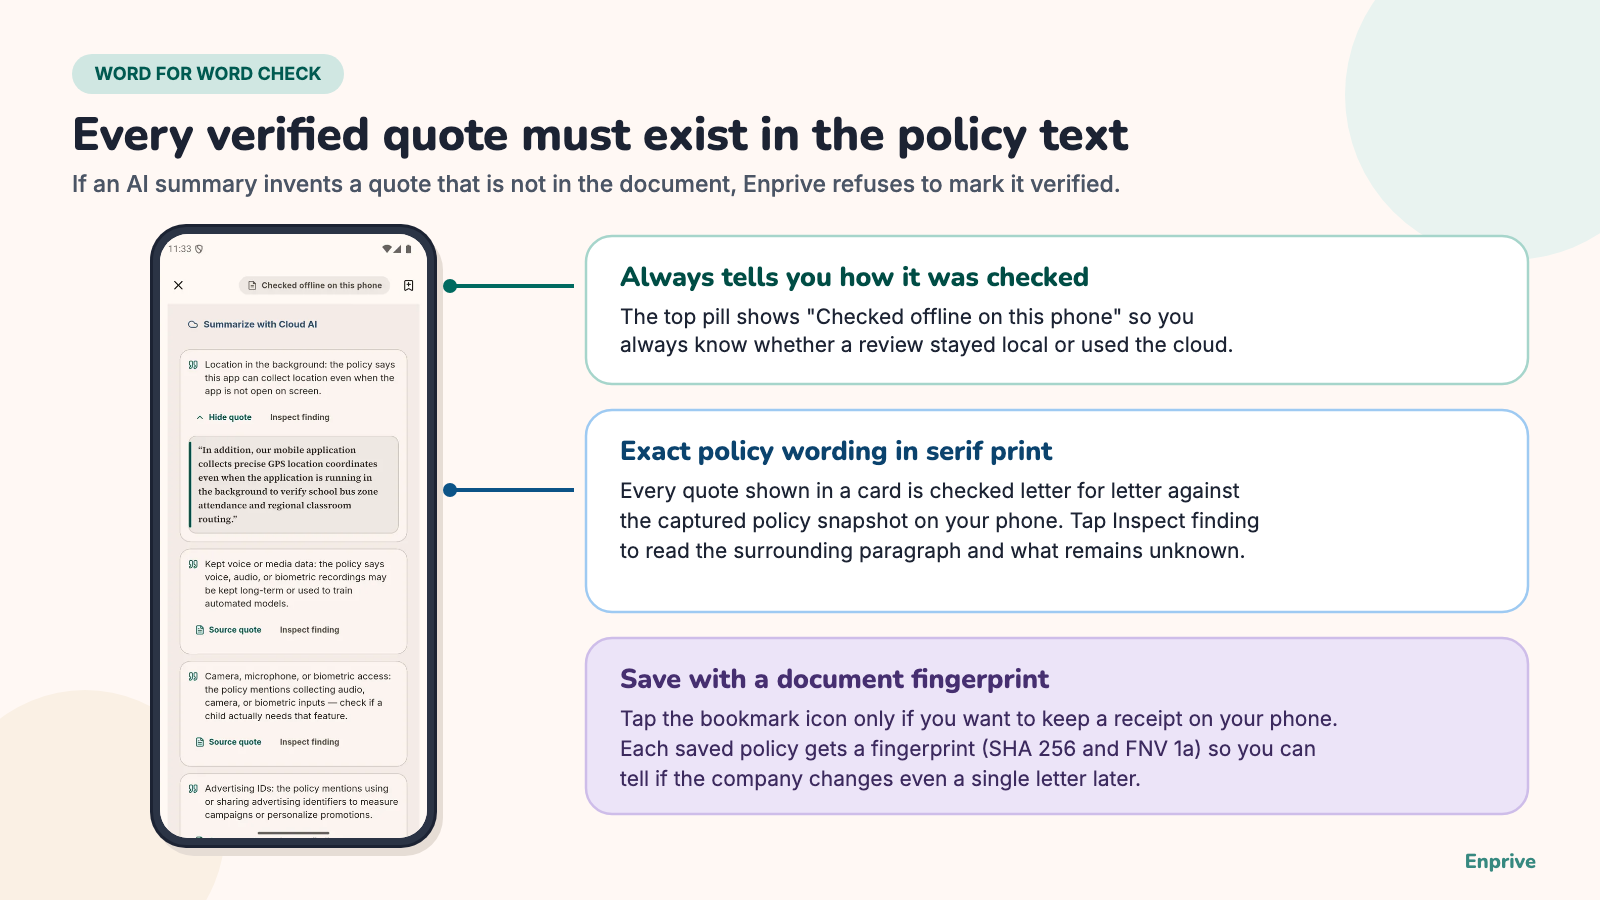 WORD FOR WORD CHECK
Every verified quote must exist in the policy text
If an AI summary invents a quote that is not in the document, Enprive refuses to mark it verified.
11:33
Checked offline on this phone
Summarize with Cloud AI
Location in the background: the policy says
this app can collect location even when the
app is not open on screen.
Hide quote Inspect finding
“In addition, our mobile application
collects precise GPS location coordinates
even when the application is running in
the background to verify school bus zone
attendance and regional classroom
routing.”
Kept voice or media data: the policy says
voice, audio, or biometric recordings may
be kept long-term or used to train
automated models.
Source quote Inspect finding
Camera, microphone, or biometric access:
the policy mentions collecting audio,
camera, or biometric inputs — check if a
child actually needs that feature.
Source quote Inspect finding
Advertising IDs: the policy mentions using
or sharing advertising identifiers to measure
campaigns or personalize promotions.
Always tells you how it was checked
The top pill shows "Checked offline on this phone" so you
always know whether a review stayed local or used the cloud.
Exact policy wording in serif print
Every quote shown in a card is checked letter for letter against
the captured policy snapshot on your phone. Tap Inspect finding
to read the surrounding paragraph and what remains unknown.
Save with a document fingerprint
Tap the bookmark icon only if you want to keep a receipt on your phone.
Each saved policy gets a fingerprint (SHA 256 and FNV 1a) so you can
tell if the company changes even a single letter later.
Enprive